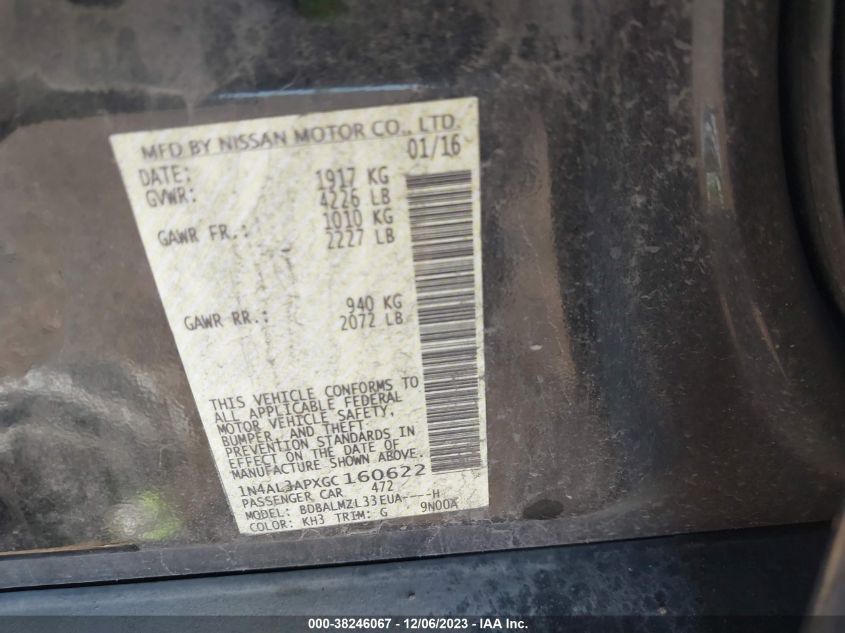 MFD BY NISSAN MOTOR CO., LTD.
DATE: 01/16
GVWR: 1917 KG
4226 LB
GAWR FR.: 1010 KG
2227 LB
GAWR RR.: 940 KG
2072 LB
THIS VEHICLE CONFORMS TO
ALL APPLICABLE FEDERAL
MOTOR VEHICLE SAFETY,
BUMPER, AND THEFT
PREVENTION STANDARDS IN
EFFECT ON THE DATE OF
MANUFACTURE SHOWN ABOVE.
1N4AL3APXGC160622
PASSENGER CAR 472
MODEL: BDBALMZL33EUA----H
COLOR: KH3 TRIM: G 9N00A
000-38246067 - 12/06/2023 - IAA Inc.